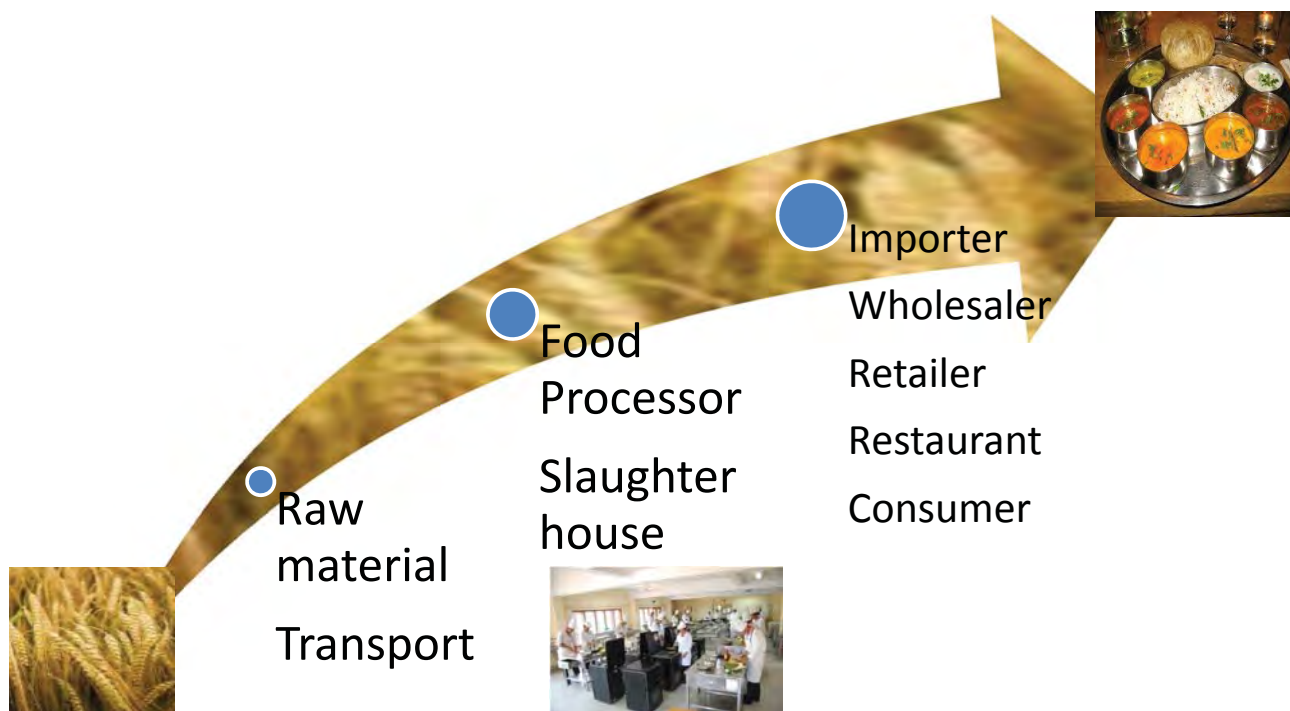 Raw
material
Transport
Food
Processor
Slaughter
house
Importer
Wholesaler
Retailer
Restaurant
Consumer